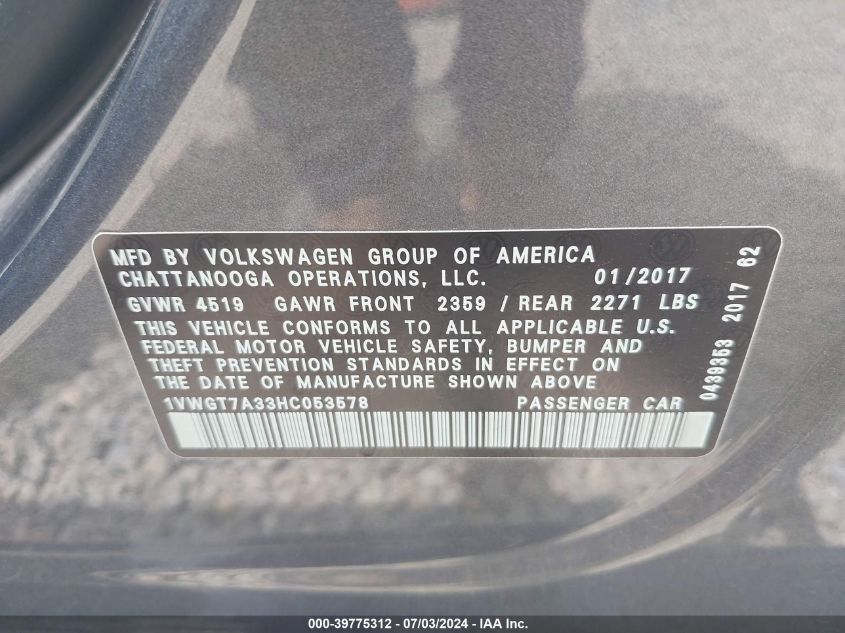 MFD BY VOLKSWAGEN GROUP OF AMERICA
CHATTANOOGA OPERATIONS, LLC. 01/2017
GVWR 4519 GAWR FRONT 2359 / REAR 2271 LBS
THIS VEHICLE CONFORMS TO ALL APPLICABLE U.S.
FEDERAL MOTOR VEHICLE SAFETY, BUMPER AND
THEFT PREVENTION STANDARDS IN EFFECT ON
THE DATE OF MANUFACTURE SHOWN ABOVE
1VWGT7A33HC053578 PASSENGER CAR
0439353 2017 62
000-39775312 - 07/03/2024 - IAA Inc.